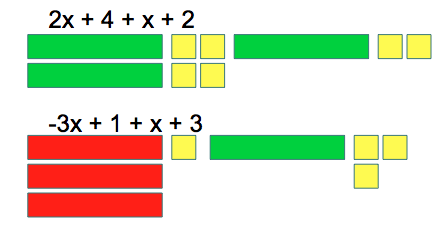 2x + 4 + x + 2
-3x + 1 + x + 3